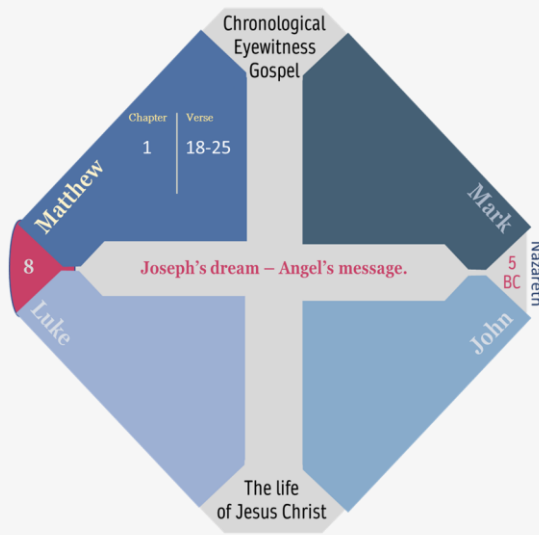 Chronological
Eyewitness
Gospel
Matthew
Chapter Verse
1 18-25
Mark
8
Joseph's dream – Angel's message.
5
BC
Nazareth
Luke
John
The life
of Jesus Christ